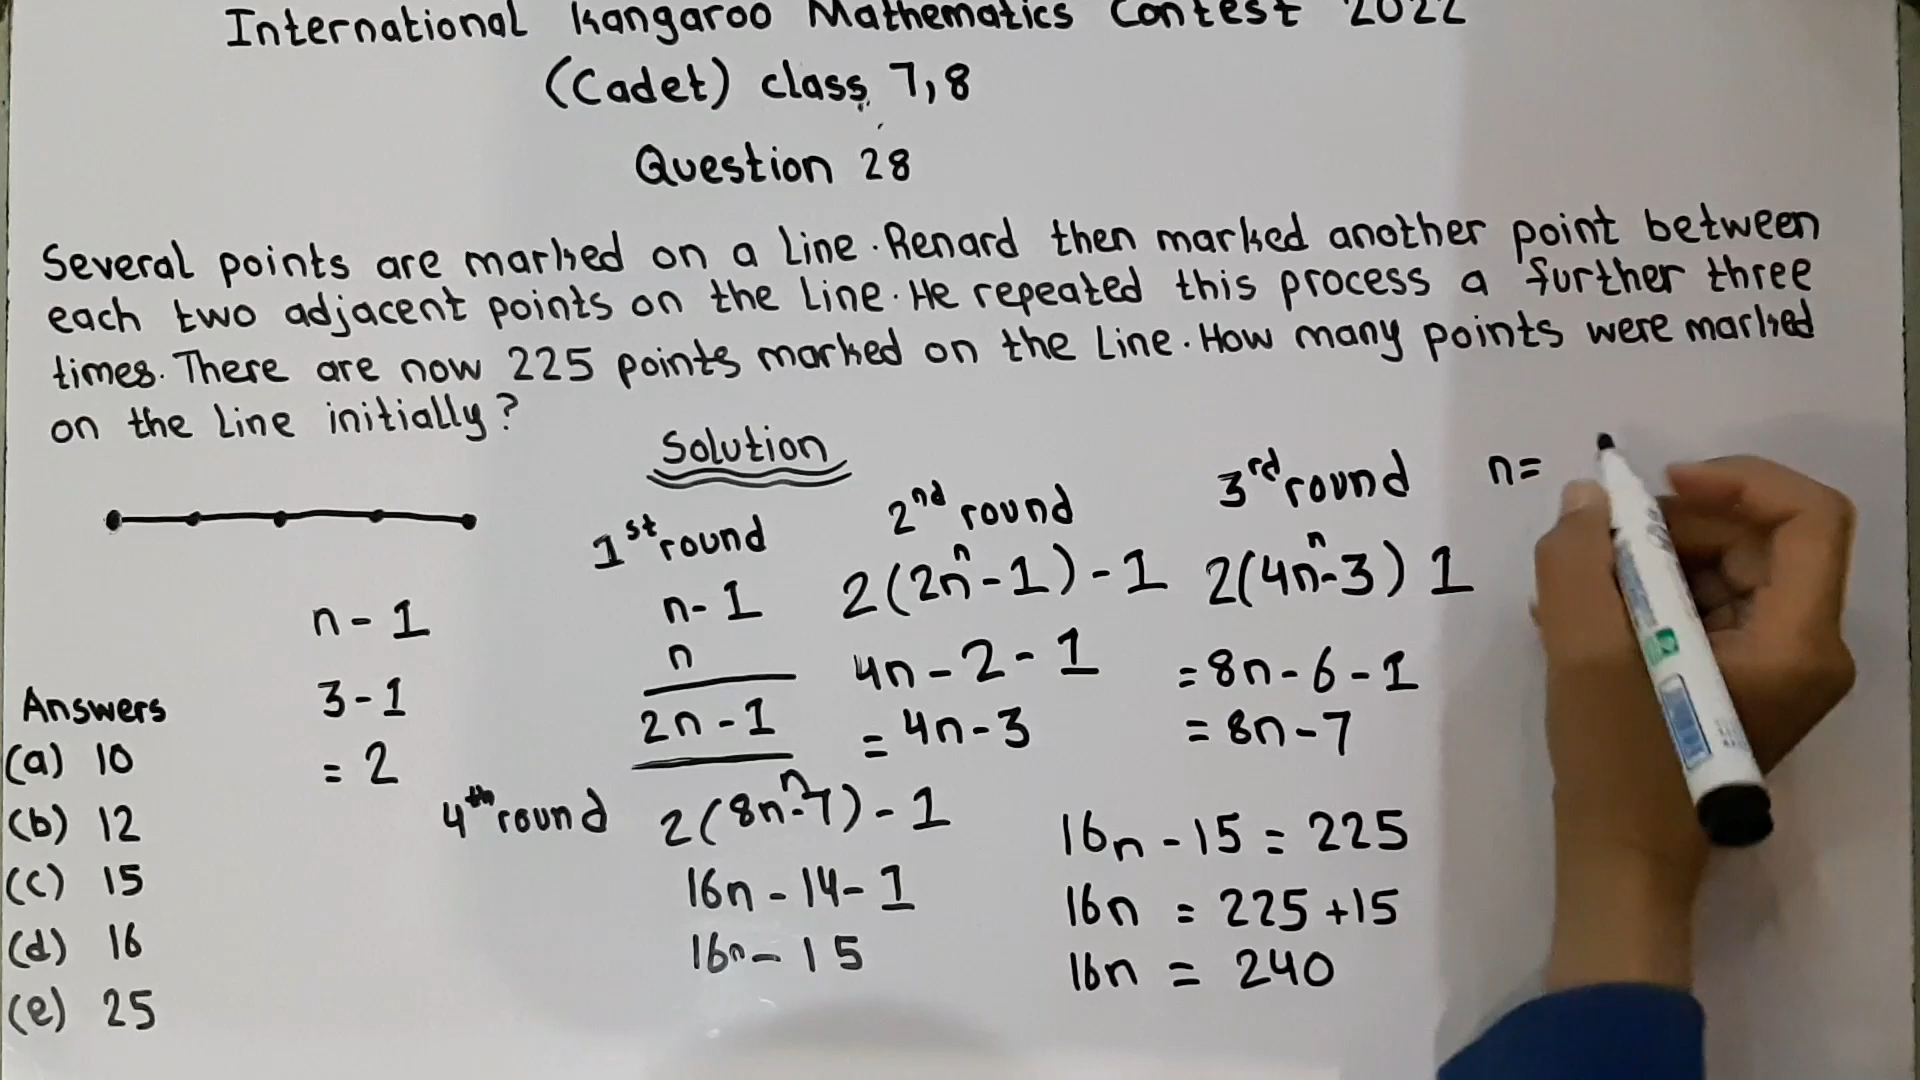 International Kangaroo Mathematics Contest 2022
(Cadet) class 7,8
Question 28
Several points are marked on a Line. Renard then marked another point between
each two adjacent points on the Line. He repeated this process a further three
times. There are now 225 points marked on the Line. How many points were marked
on the Line initially?
Solution
n - 1
3 - 1
= 2
Answers
(a) 10
(b) 12
(c) 15
(d) 16
(e) 25
1st round
n - 1
n
2n - 1
2nd round
n
2(2n - 1) - 1
4n - 2 - 1
= 4n - 3
3rd round
n
2(4n - 3) 1
= 8n - 6 - 1
= 8n - 7
4th round
n
2(8n - 7) - 1
16n - 14 - 1
16n - 15
16n - 15 = 225
16n = 225 + 15
16n = 240
n =